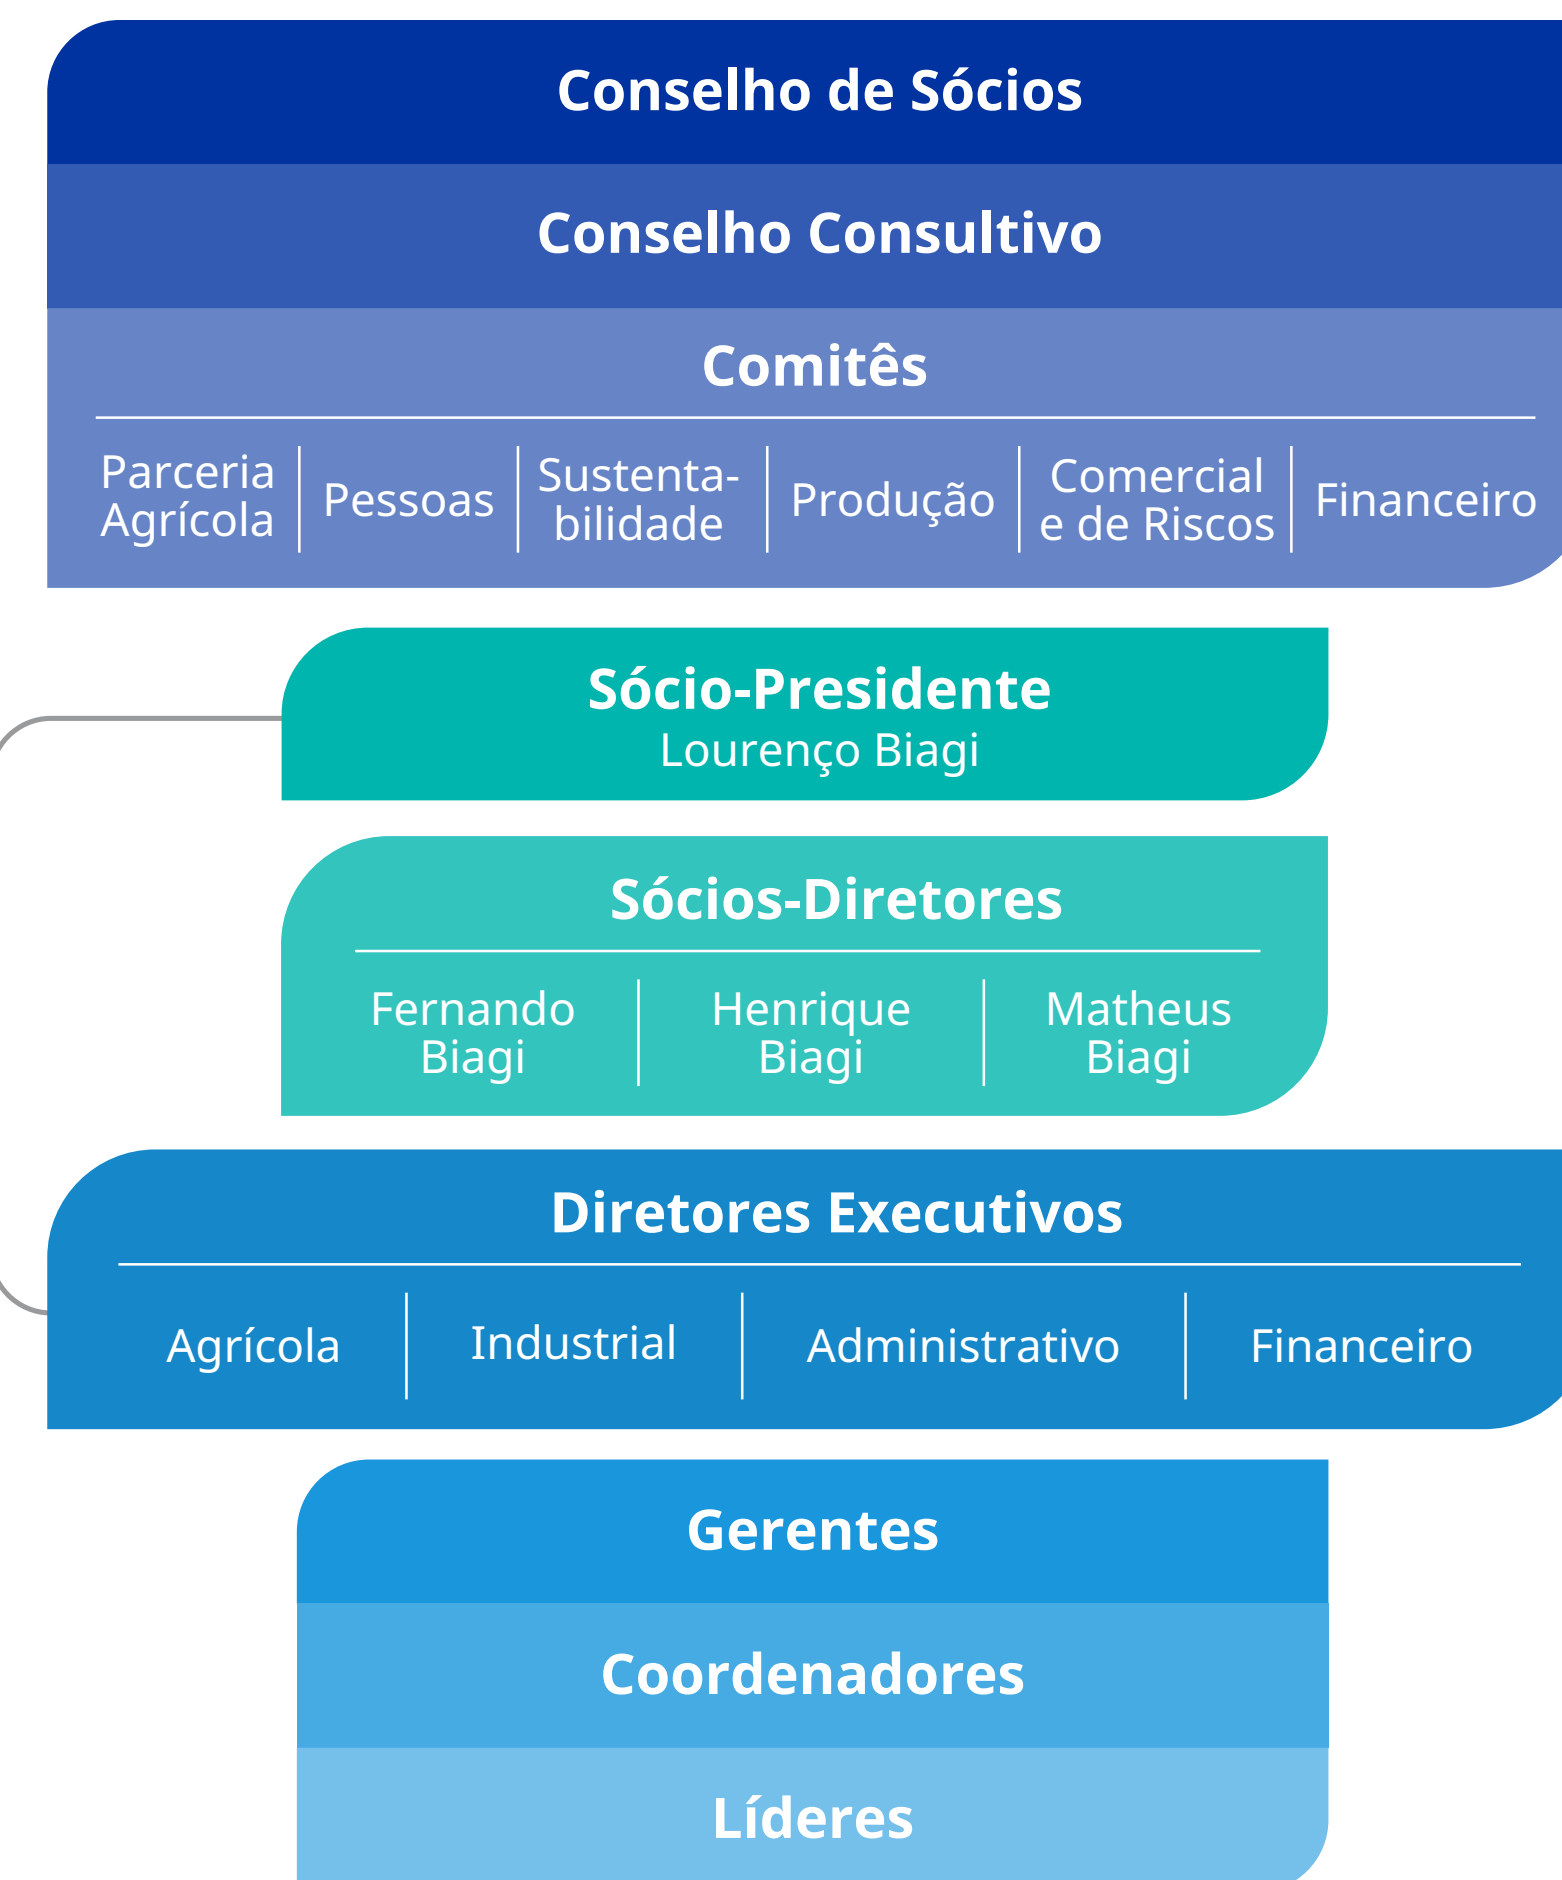 Conselho de Sócios
Conselho Consultivo
Comitês
Parceria
Agrícola
Pessoas
Sustenta-
bilidade
Produção
Comercial
e de Riscos
Financeiro
Sócio-Presidente
Lourenço Biagi
Sócios-Diretores
Fernando
Biagi
Henrique
Biagi
Matheus
Biagi
Diretores Executivos
Agrícola
Industrial
Administrativo
Financeiro
Gerentes
Coordenadores
Líderes